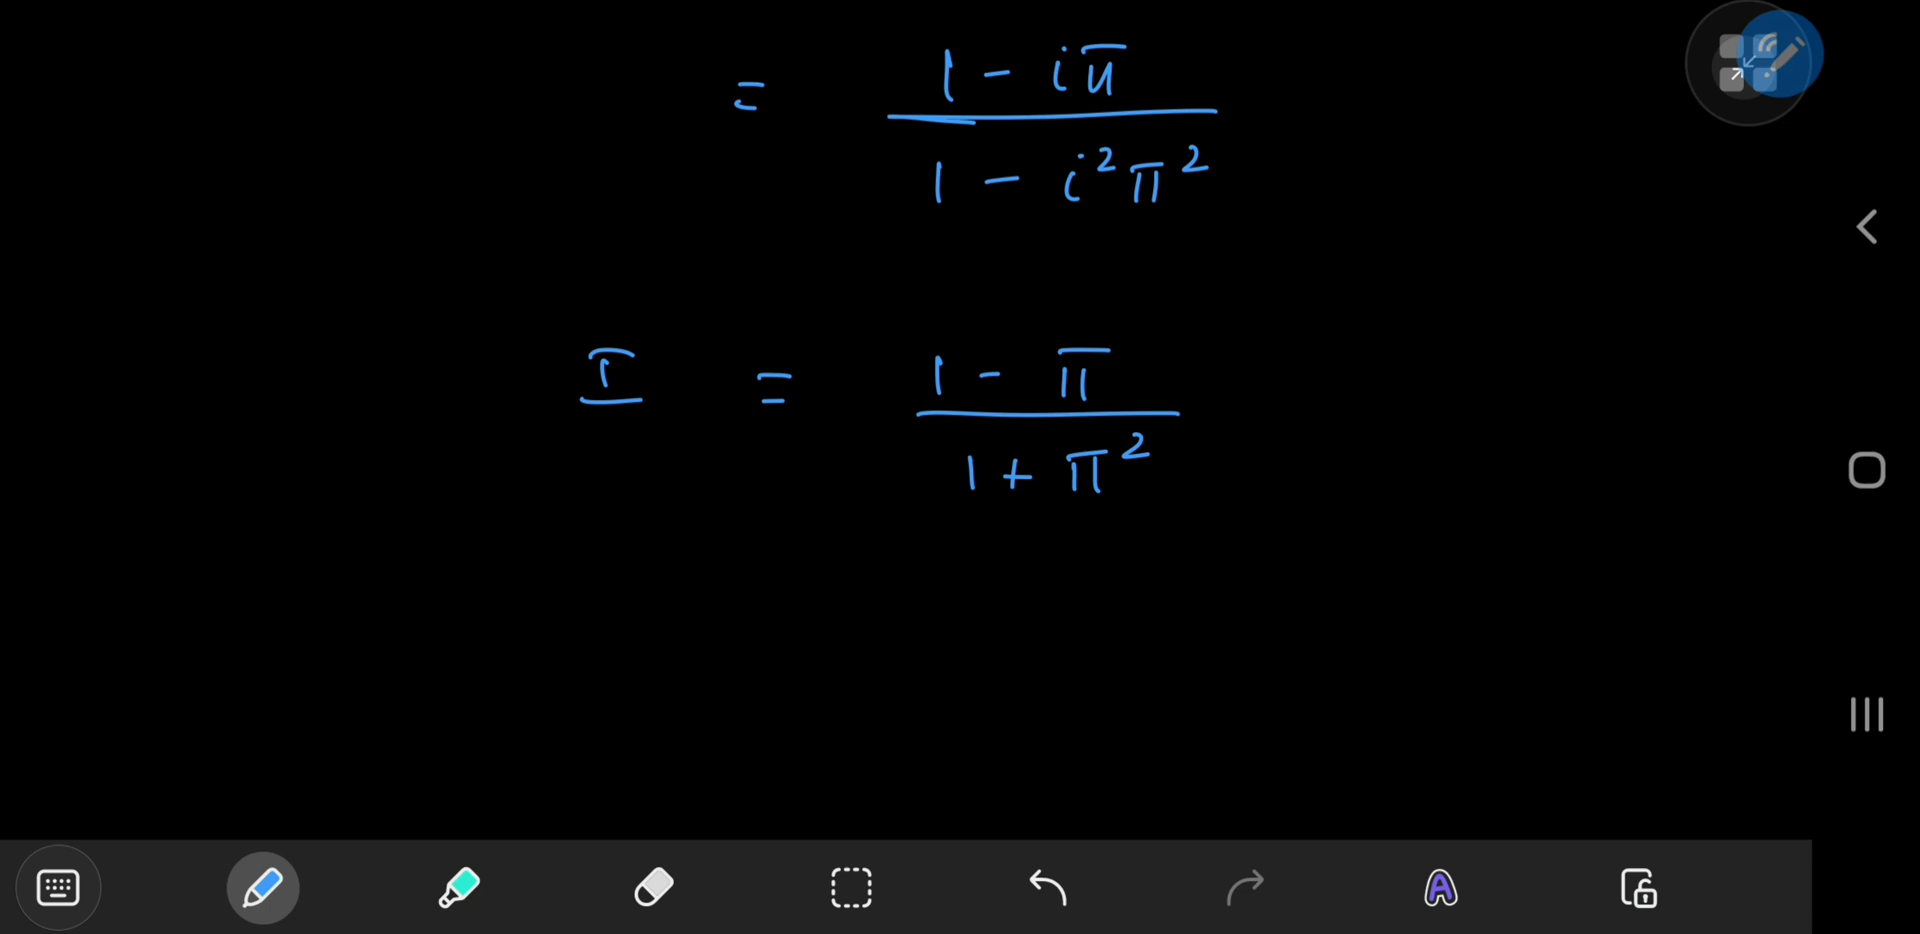 = (1 - iπ) / (1 - i²π²)
I = (1 - π) / (1 + π²)